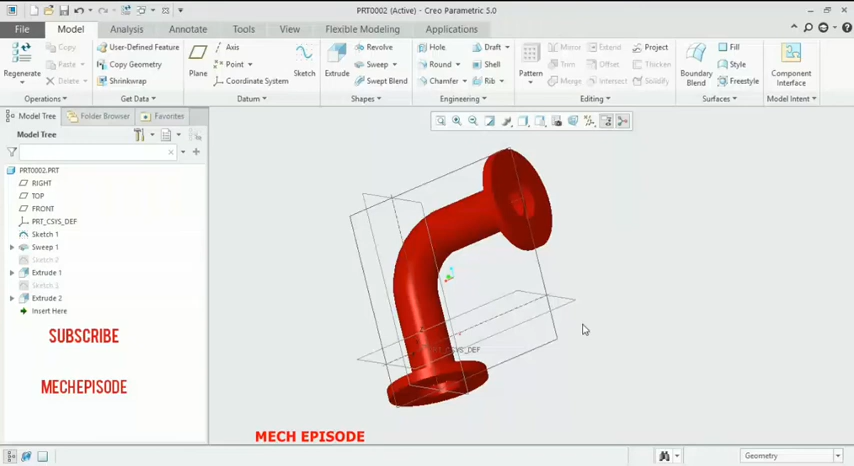 PRT0002 (Active) - Creo Parametric 5.0
File Model Analysis Annotate Tools View Flexible Modeling Applications
Regenerate
Copy
Paste
Delete
Operations
User-Defined Feature
Copy Geometry
Shrinkwrap
Get Data
Plane
Axis
Point
Coordinate System
Sketch
Datum
Extrude
Revolve
Sweep
Swept Blend
Shapes
Hole
Round
Chamfer
Draft
Shell
Rib
Engineering
Pattern
Mirror
Trim
Merge
Extend
Offset
Intersect
Project
Thicken
Solidify
Editing
Boundary
Blend
Fill
Style
Freestyle
Surfaces
Component
Interface
Model Intent
Model Tree Folder Browser Favorites
Model Tree
PRT0002.PRT
RIGHT
TOP
FRONT
PRT_CSYS_DEF
Sketch 1
Sweep 1
Sketch 2
Extrude 1
Sketch 3
Extrude 2
Insert Here
SUBSCRIBE
MECHEPISODE
MECH EPISODE
Geometry